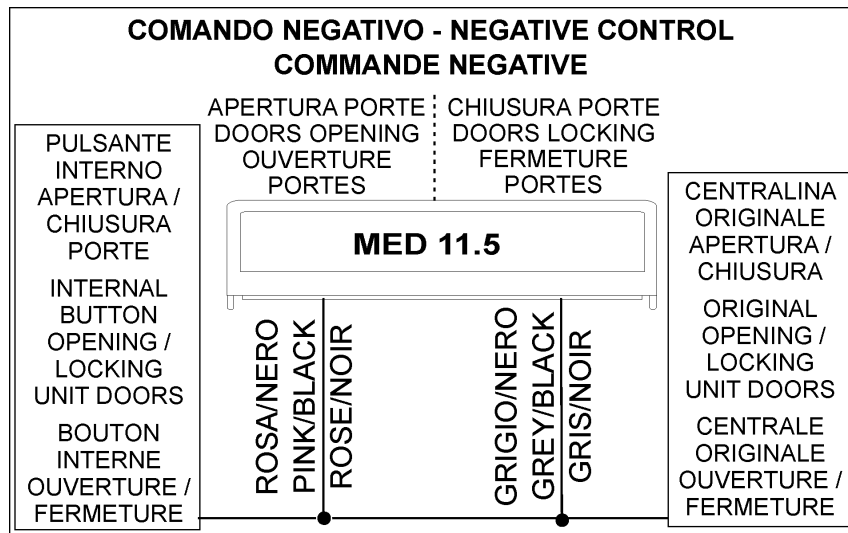 COMANDO NEGATIVO - NEGATIVE CONTROL
COMMANDE NEGATIVE
APERTURA PORTE
DOORS OPENING
OUVERTURE
PORTES
CHIUSURA PORTE
DOORS LOCKING
FERMETURE
PORTES
PULSANTE
INTERNO
APERTURA /
CHIUSURA
PORTE
INTERNAL
BUTTON
OPENING /
LOCKING
UNIT DOORS
BOUTON
INTERNE
OUVERTURE /
FERMETURE
MED 11.5
ROSA/NERO
PINK/BLACK
ROSE/NOIR
GRIGIO/NERO
GREY/BLACK
GRIS/NOIR
CENTRALINA
ORIGINALE
APERTURA /
CHIUSURA
ORIGINAL
OPENING /
LOCKING
UNIT DOORS
CENTRALE
ORIGINALE
OUVERTURE /
FERMETURE